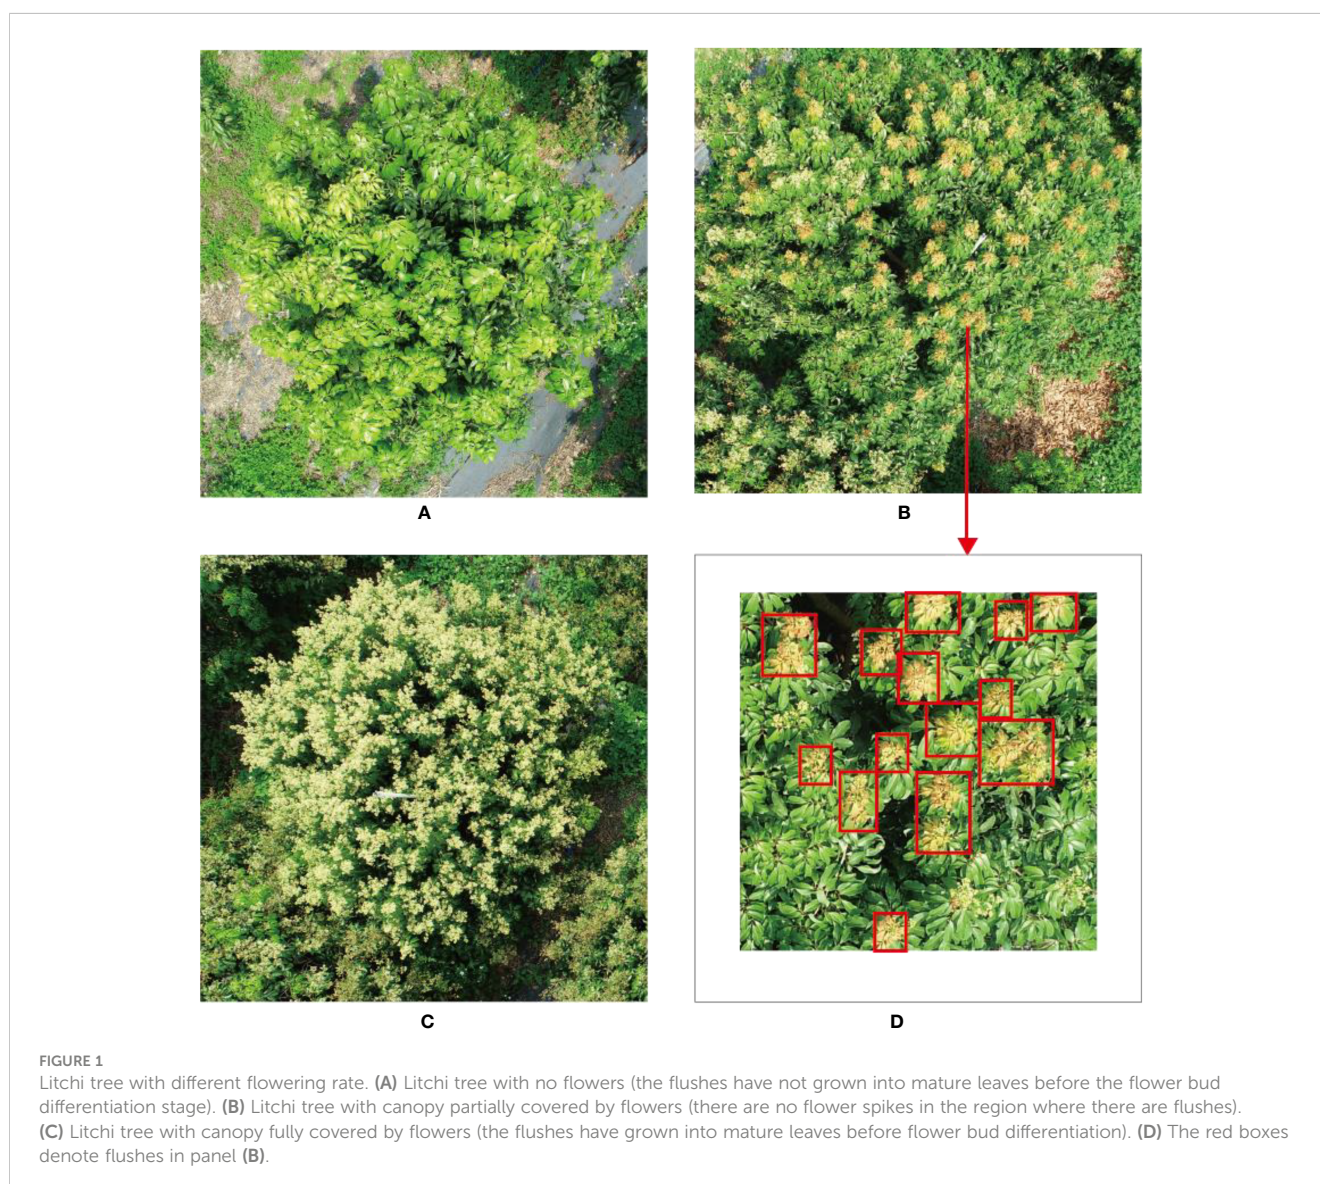 A
B
C
D
FIGURE 1
Litchi tree with different flowering rate. (A) Litchi tree with no flowers (the flushes have not grown into mature leaves before the flower bud
differentiation stage). (B) Litchi tree with canopy partially covered by flowers (there are no flower spikes in the region where there are flushes).
(C) Litchi tree with canopy fully covered by flowers (the flushes have grown into mature leaves before flower bud differentiation). (D) The red boxes
denote flushes in panel (B).